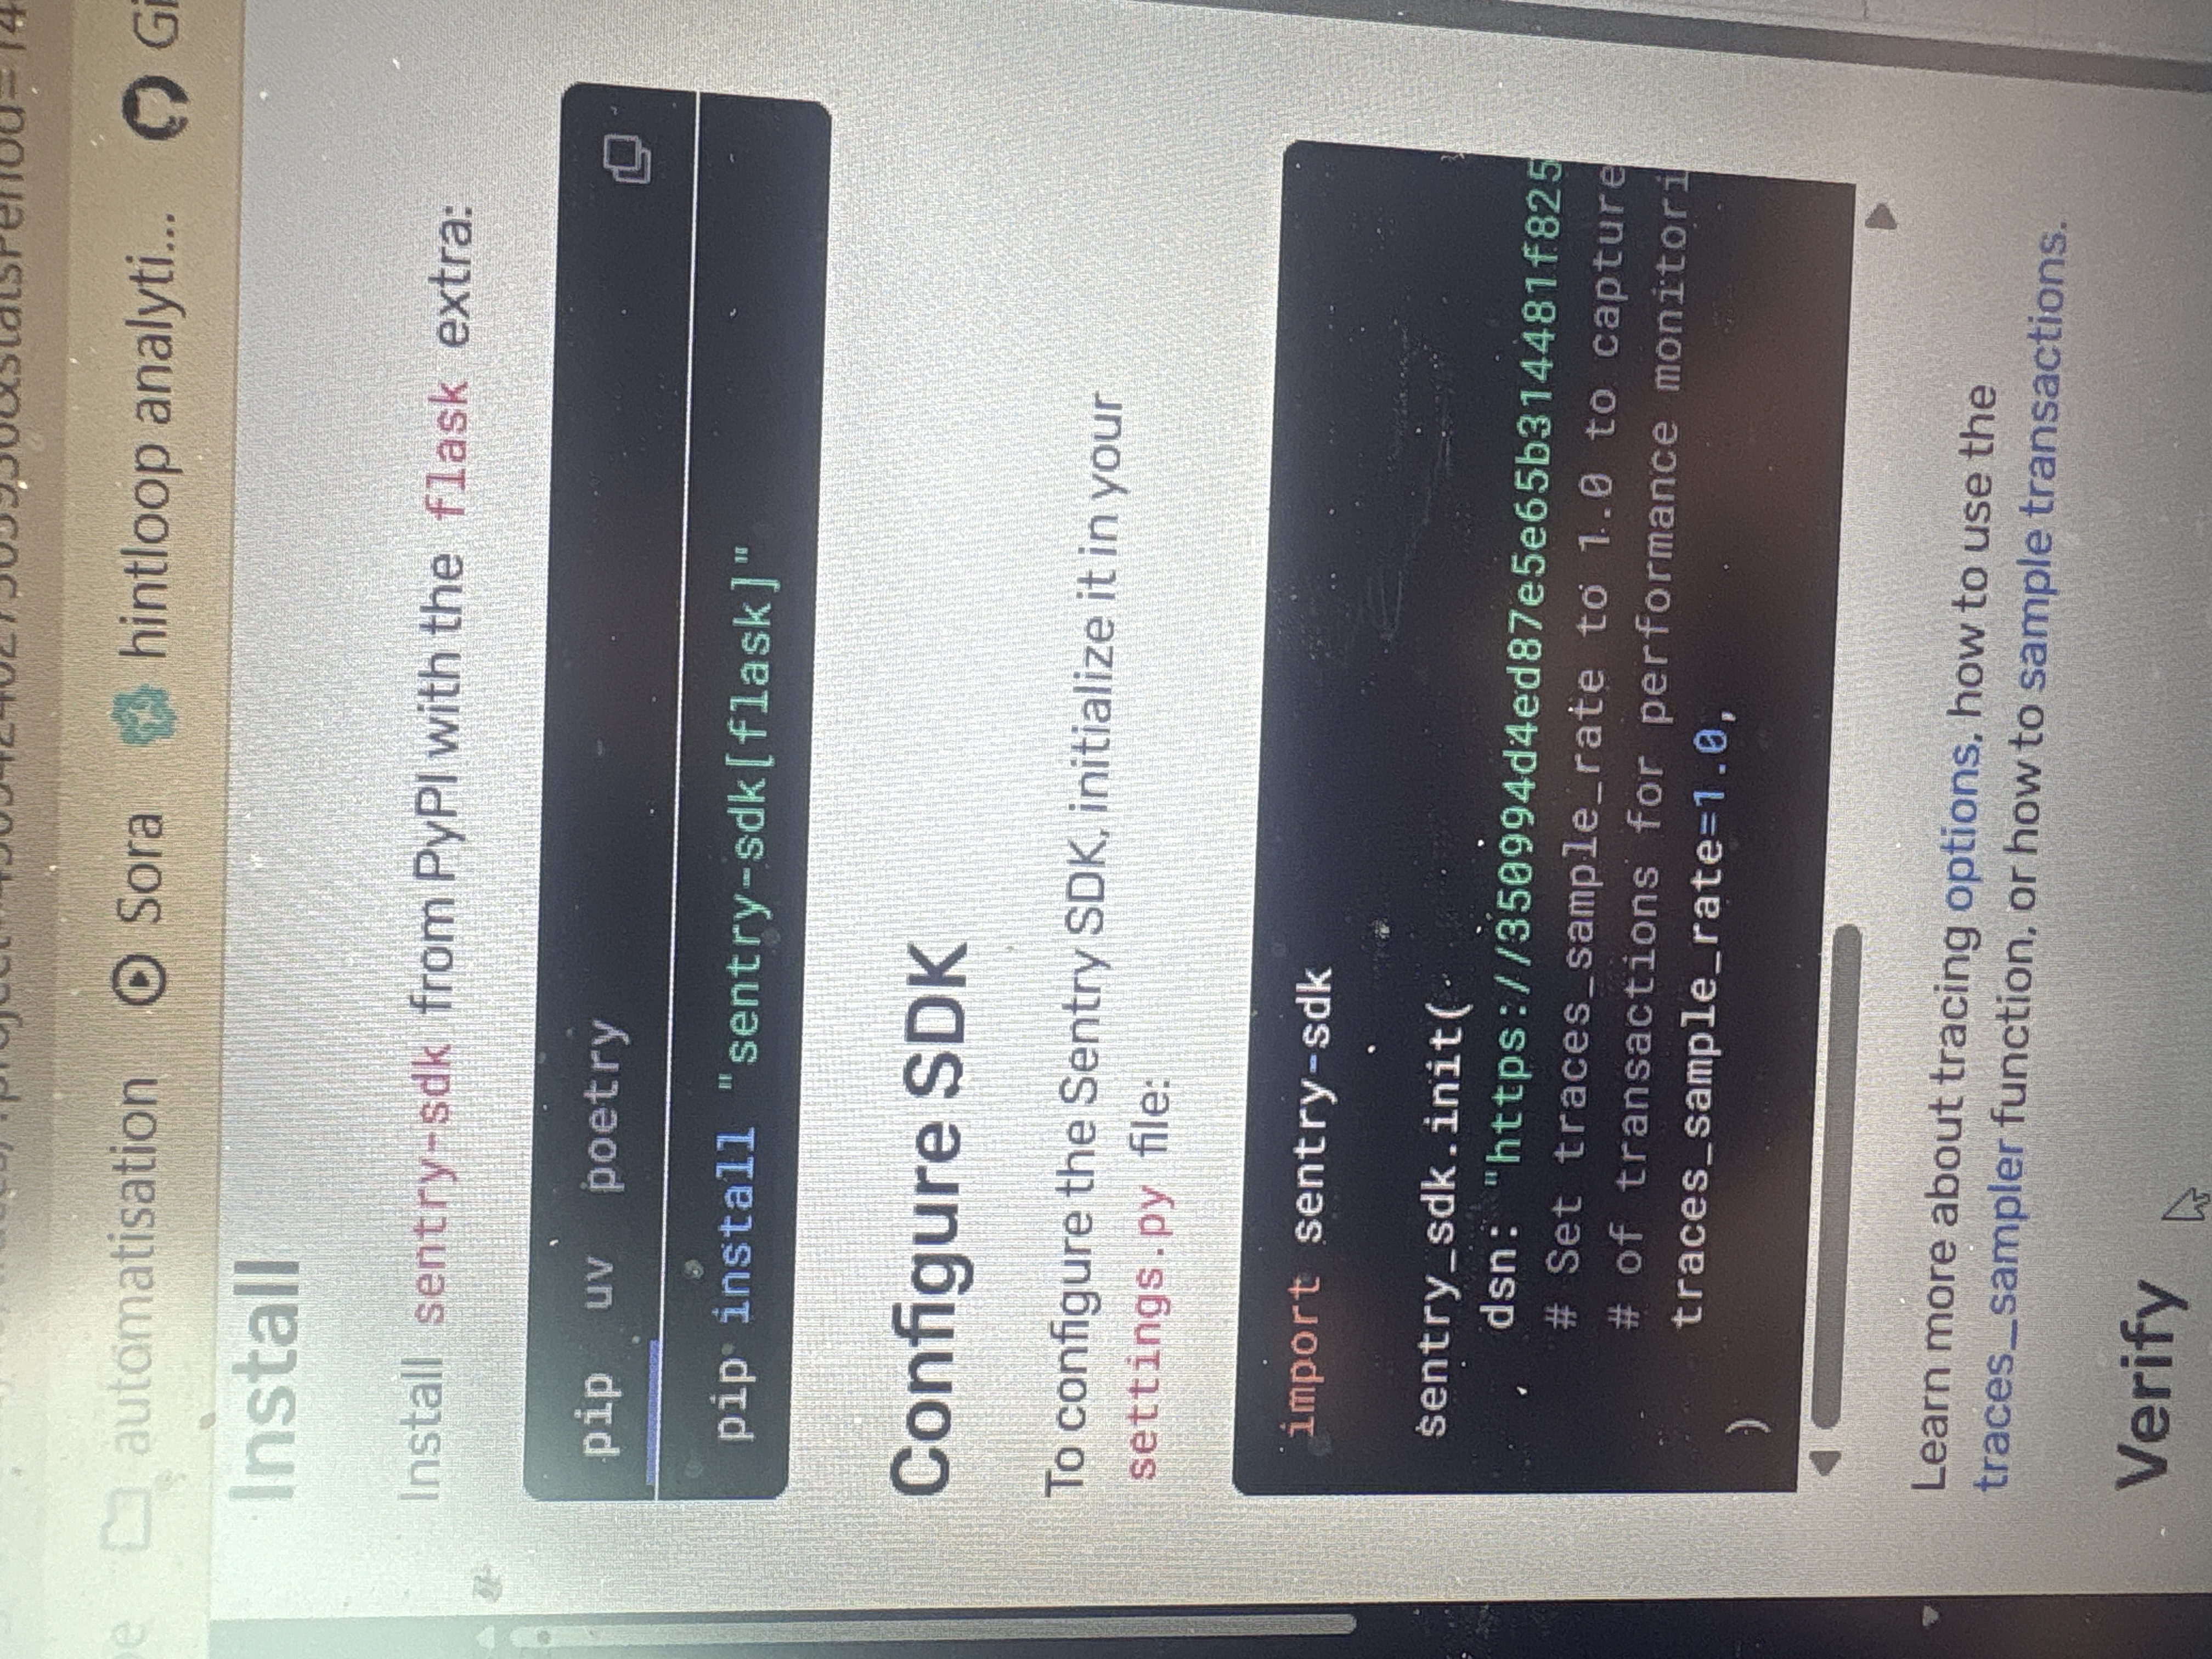 automatisation Sora hintloop analyti... Gi
Install
Install sentry-sdk from PyPI with the flask extra:
pip uv poetry
pip install "sentry-sdk[flask]"
Configure SDK
To configure the Sentry SDK, initialize it in your
settings.py file:
import sentry-sdk
sentry_sdk.init(
dsn: "https://350994d4ed87e5e65b314481f825
# Set traces_sample_rate to 1.0 to capture
# of transactions for performance monitori
traces_sample_rate=1.0,
)
Learn more about tracing options, how to use the
traces_sampler function, or how to sample transactions.
Verify